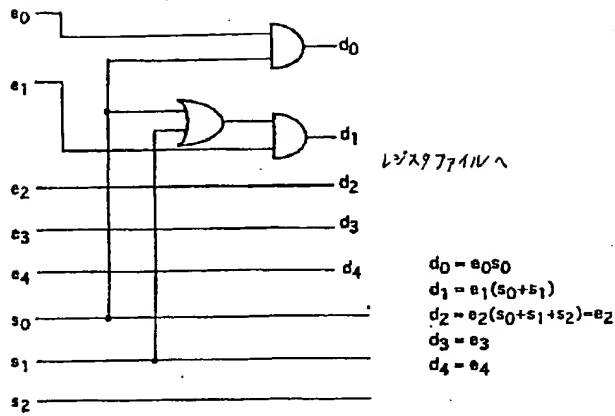 e₀
d₀
e₁
d₁
レジスタファイルへ
e₂ d₂
e₃ d₃
e₄ d₄
s₀
s₁
s₂
d₀=e₀s₀
d₁=e₁(s₀+s₁)
d₂=e₂(s₀+s₁+s₂)=e₂
d₃=e₃
d₄=e₄